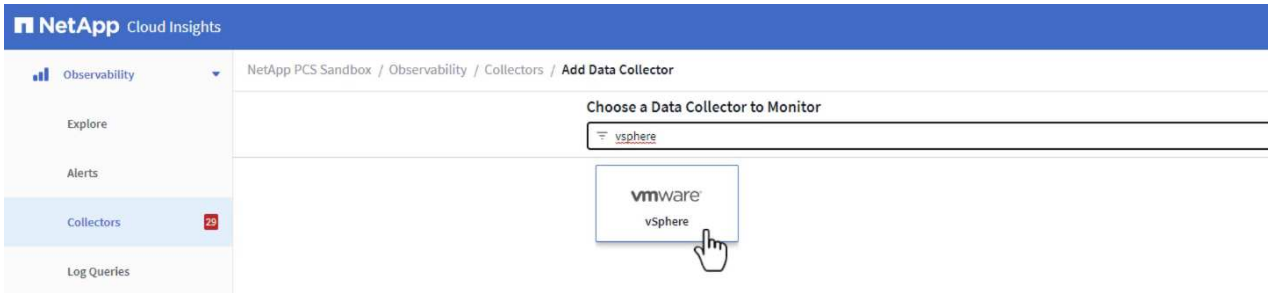 NetApp Cloud Insights
Observability
NetApp PCS Sandbox / Observability / Collectors / Add Data Collector
Choose a Data Collector to Monitor
Explore
vsphere
Alerts
vmware
vSphere
Collectors 29
Log Queries